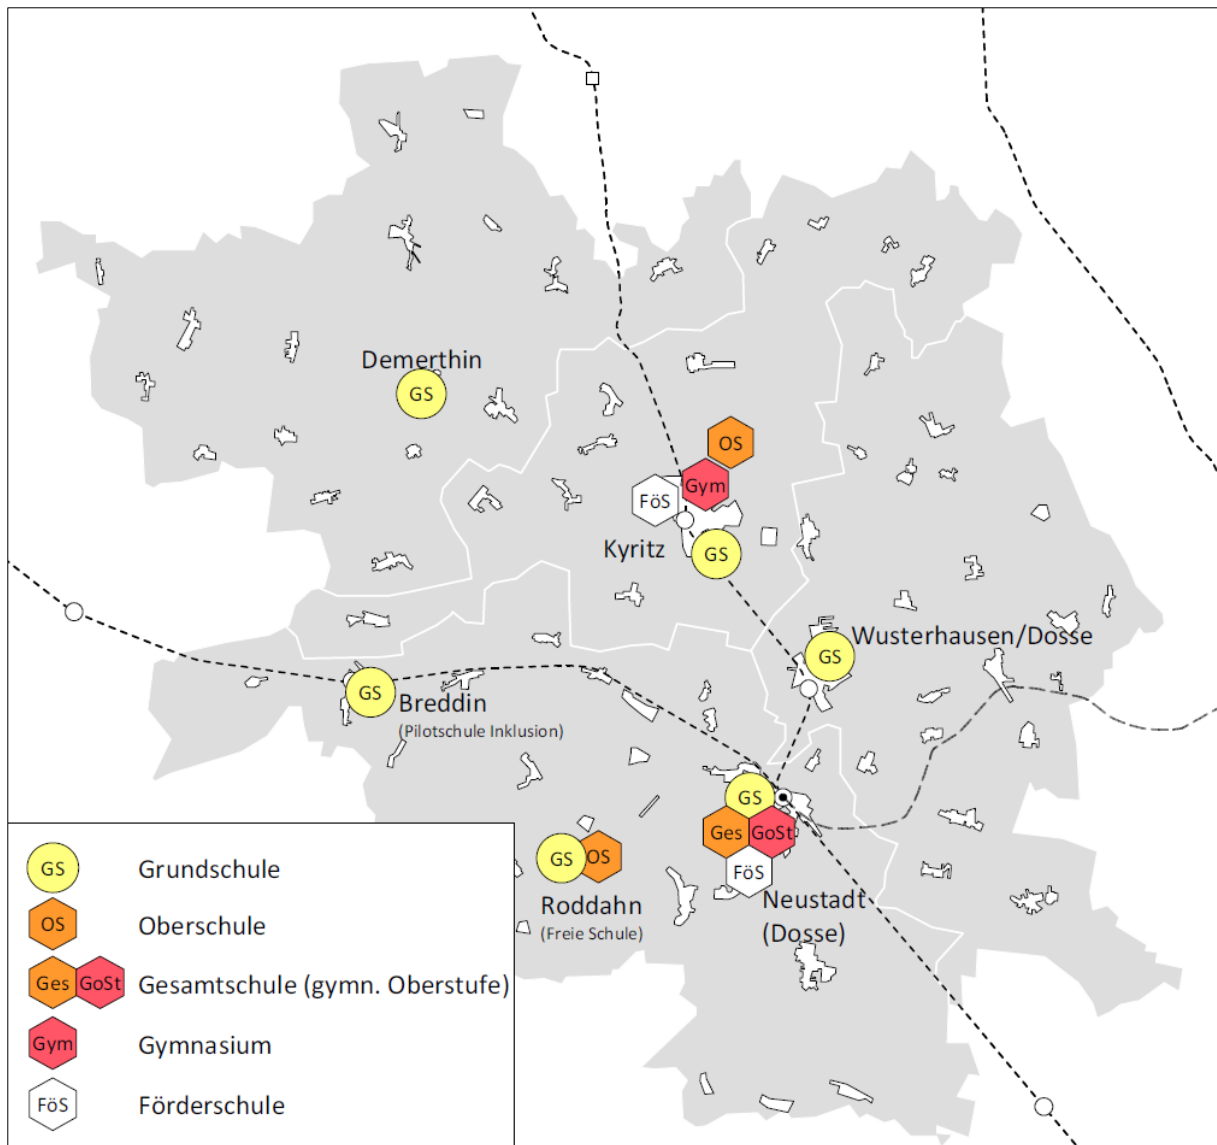 Demerthin
GS
OS
Gym
FöS
Kyritz
GS
Wusterhausen/Dosse
GS
GS
Breddin
(Pilotschule Inklusion)
GS
Ges
GoSt
FöS
Neustadt
(Dosse)
GS
OS
Roddahn
(Freie Schule)
GS
Grundschule
OS
Oberschule
Ges
GoSt
Gesamtschule (gymn. Oberstufe)
Gym
Gymnasium
FöS
Förderschule